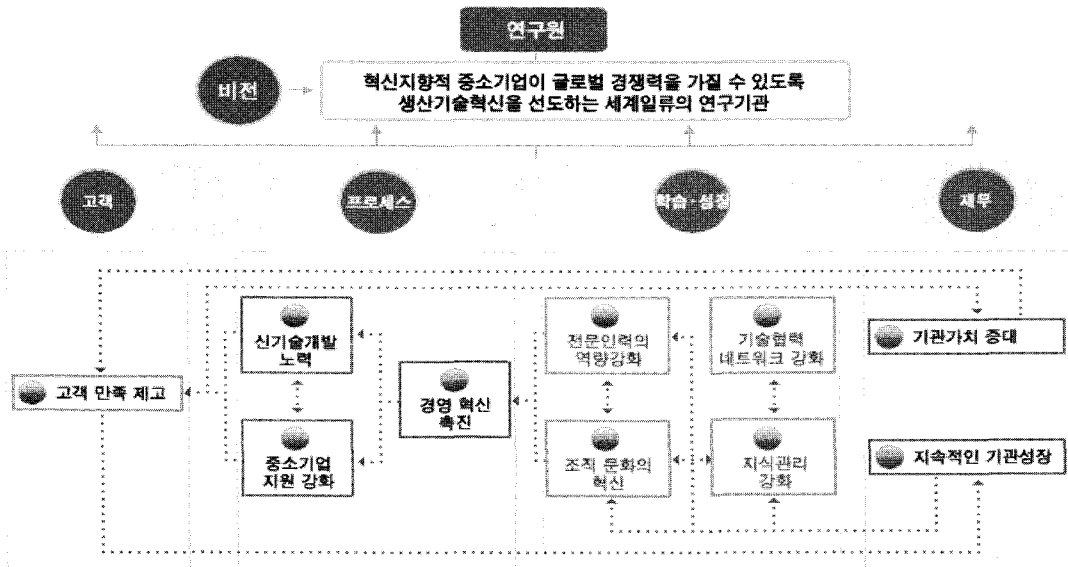 연구원
비전
혁신지향적 중소기업이 글로벌 경쟁력을 가질 수 있도록
생산기술혁신을 선도하는 세계일류의 연구기관
고객
프로세스
학습·성장
재무
신기술개발
노력
전문인력의
역량강화
기술협력
네트워크 강화
기관가치 증대
고객 만족 제고
경영 혁신
촉진
중소기업
지원 강화
조직 문화의
혁신
지식관리
강화
지속적인 기관성장